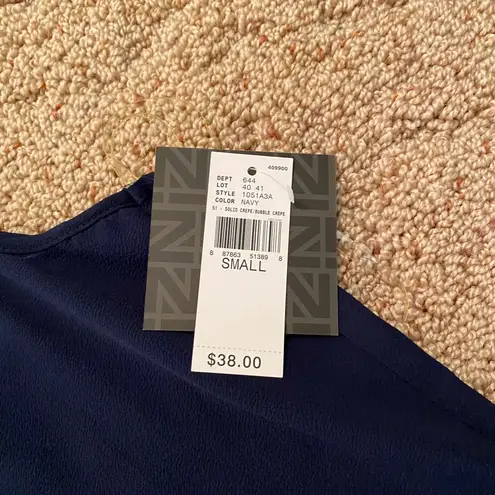 409900
DEPT 644
LOT 40 41
STYLE 1051A3A
COLOR NAVY
51 - SOLID CREPE/BUBBLE CREPE
8 87863 51389 8
SMALL
$38.00